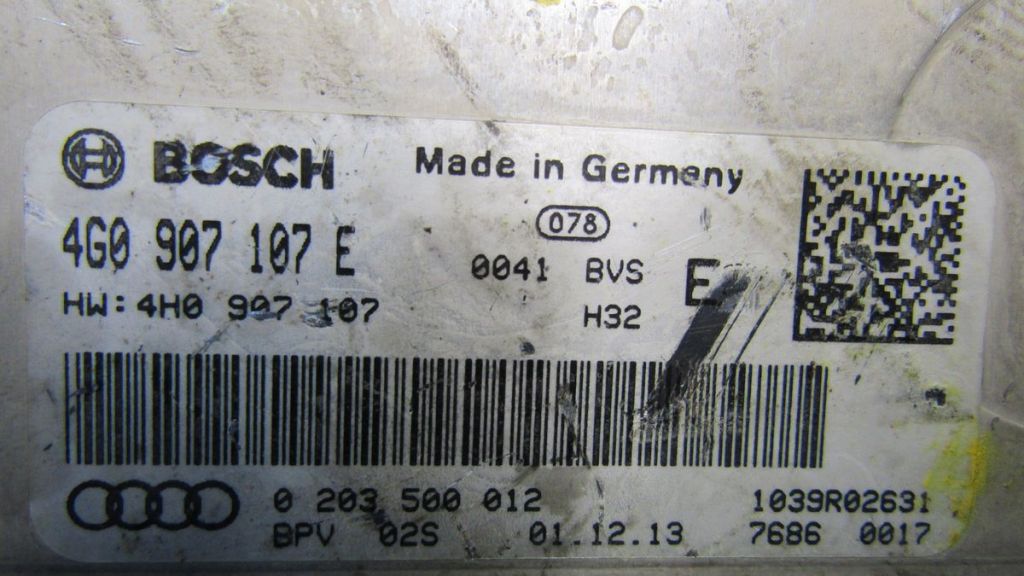 BOSCH Made in Germany
4G0 907 107 E
078
0041 BVS E
HW: 4H0 907 107 H32
0 203 500 012 1039R02631
BPV 02S 01.12.13 7686 0017